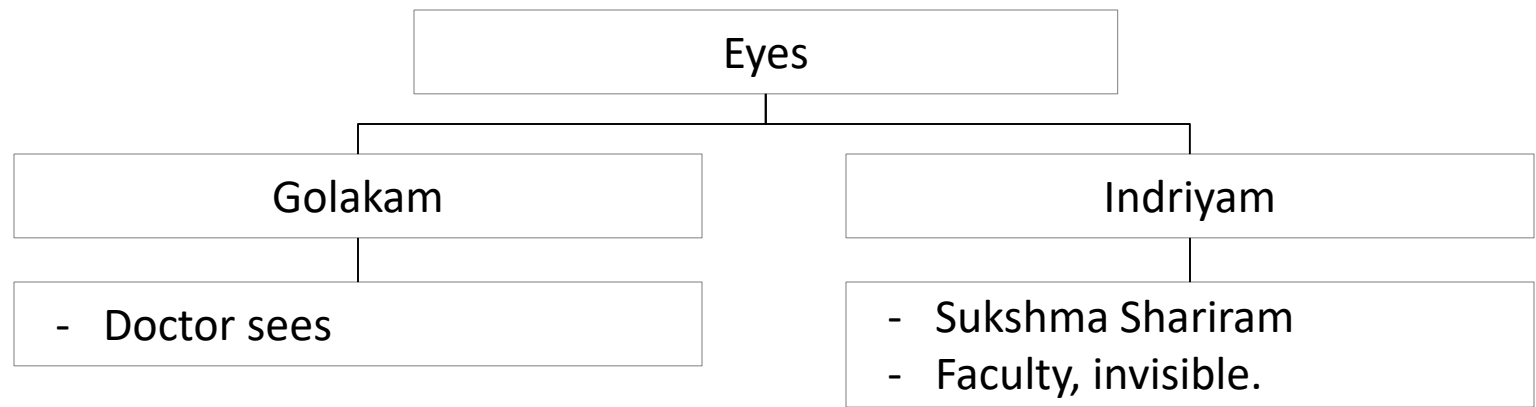 Eyes
Golakam
Indriyam
- Doctor sees
- Sukshma Shariram
- Faculty, invisible.